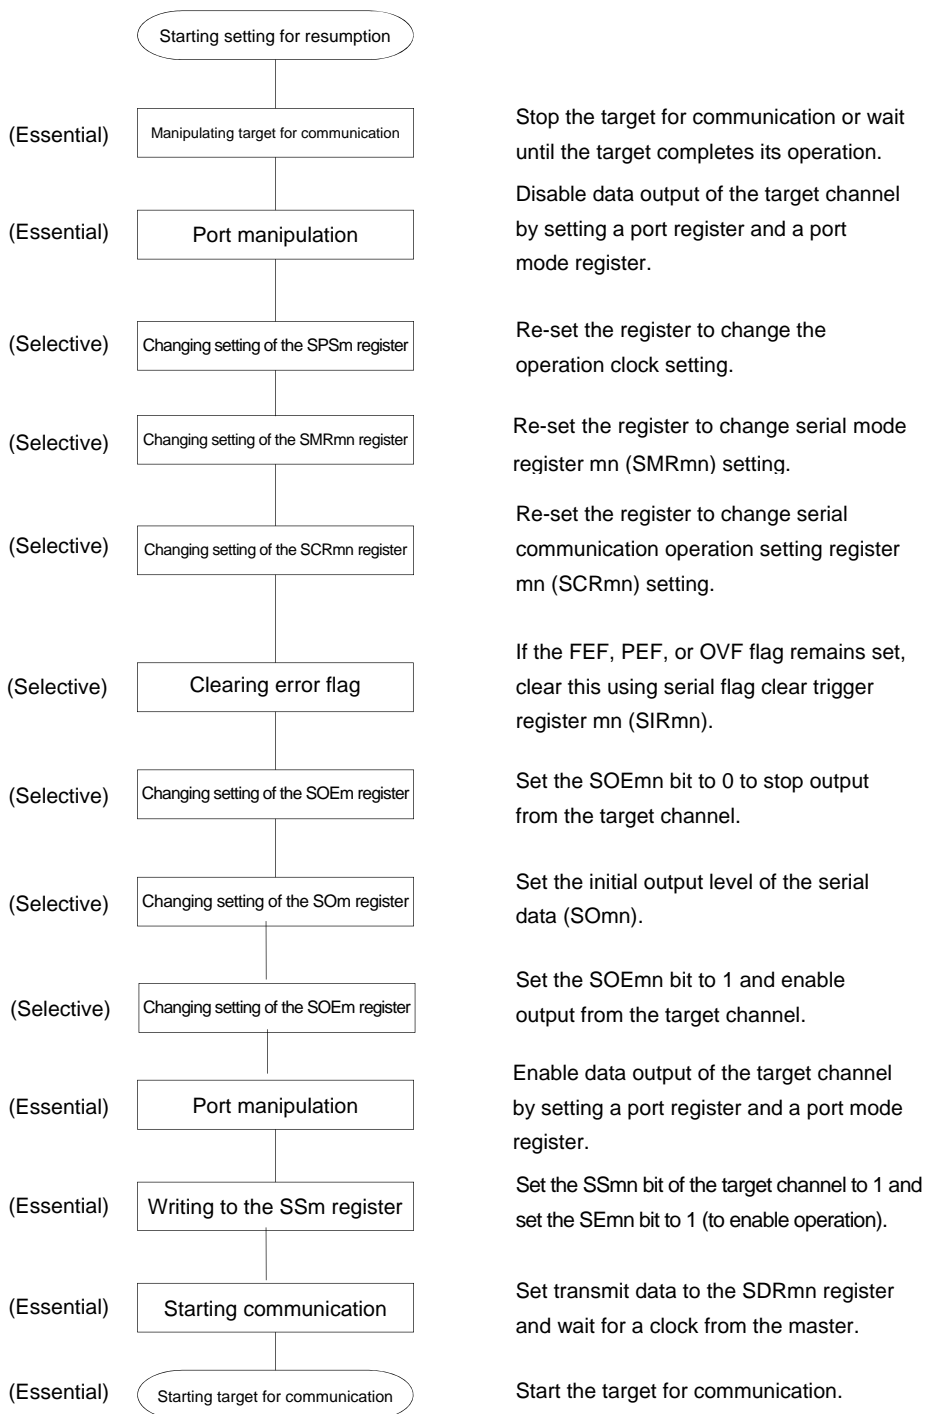 Starting setting for resumption
(Essential)
Manipulating target for communication
Stop the target for communication or wait
until the target completes its operation.
(Essential)
Port manipulation
Disable data output of the target channel
by setting a port register and a port
mode register.
(Selective)
Changing setting of the SPSm register
Re-set the register to change the
operation clock setting.
(Selective)
Changing setting of the SMRmn register
Re-set the register to change serial mode
register mn (SMRmn) setting.
(Selective)
Changing setting of the SCRmn register
Re-set the register to change serial
communication operation setting register
mn (SCRmn) setting.
(Selective)
Clearing error flag
If the FEF, PEF, or OVF flag remains set,
clear this using serial flag clear trigger
register mn (SIRmn).
(Selective)
Changing setting of the SOEm register
Set the SOEmn bit to 0 to stop output
from the target channel.
(Selective)
Changing setting of the SOm register
Set the initial output level of the serial
data (SOmn).
(Selective)
Changing setting of the SOEm register
Set the SOEmn bit to 1 and enable
output from the target channel.
(Essential)
Port manipulation
Enable data output of the target channel
by setting a port register and a port mode
register.
(Essential)
Writing to the SSm register
Set the SSmn bit of the target channel to 1 and
set the SEmn bit to 1 (to enable operation).
(Essential)
Starting communication
Set transmit data to the SDRmn register
and wait for a clock from the master.
(Essential)
Starting target for communication
Start the target for communication.